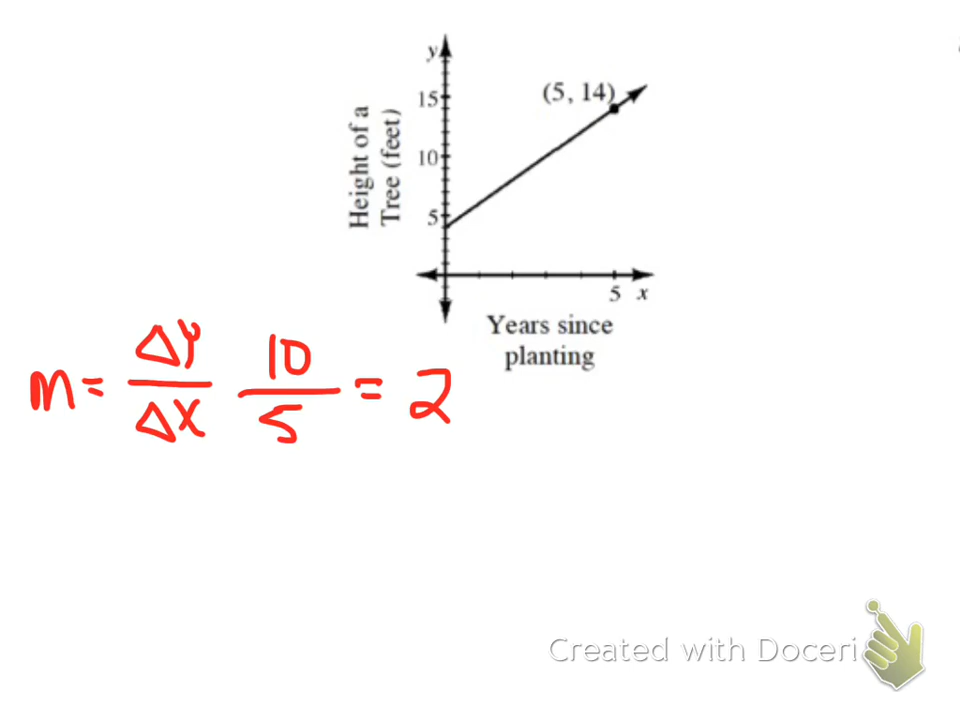 y
(5, 14)
15
10
5
Height of a
Tree (feet)
5 x
Years since
planting
m = Δy/Δx 10/5 = 2
Created with Doceri